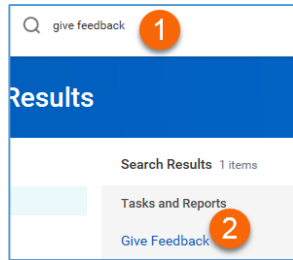 give feedback 1
Results
Search Results 1 items
Tasks and Reports
Give Feedback 2